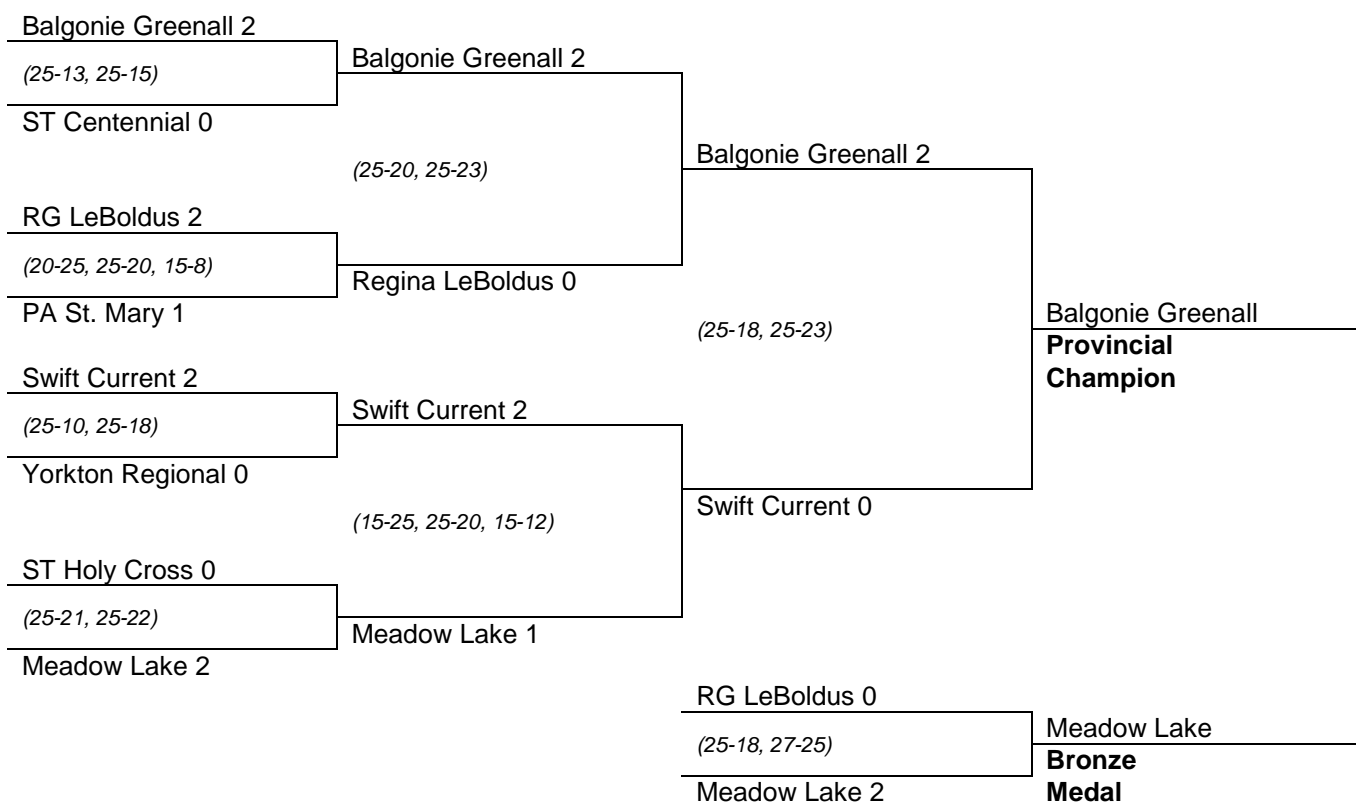 Balgonie Greenall 2
(25-13, 25-15)
ST Centennial 0
RG LeBoldus 2
(20-25, 25-20, 15-8)
PA St. Mary 1
Swift Current 2
(25-10, 25-18)
Yorkton Regional 0
ST Holy Cross 0
(25-21, 25-22)
Meadow Lake 2
Balgonie Greenall 2
(25-20, 25-23)
Regina LeBoldus 0
Swift Current 2
(15-25, 25-20, 15-12)
Meadow Lake 1
Balgonie Greenall 2
(25-18, 25-23)
Swift Current 0
Balgonie Greenall
Provincial
Champion
RG LeBoldus 0
(25-18, 27-25)
Meadow Lake 2
Meadow Lake
Bronze
Medal